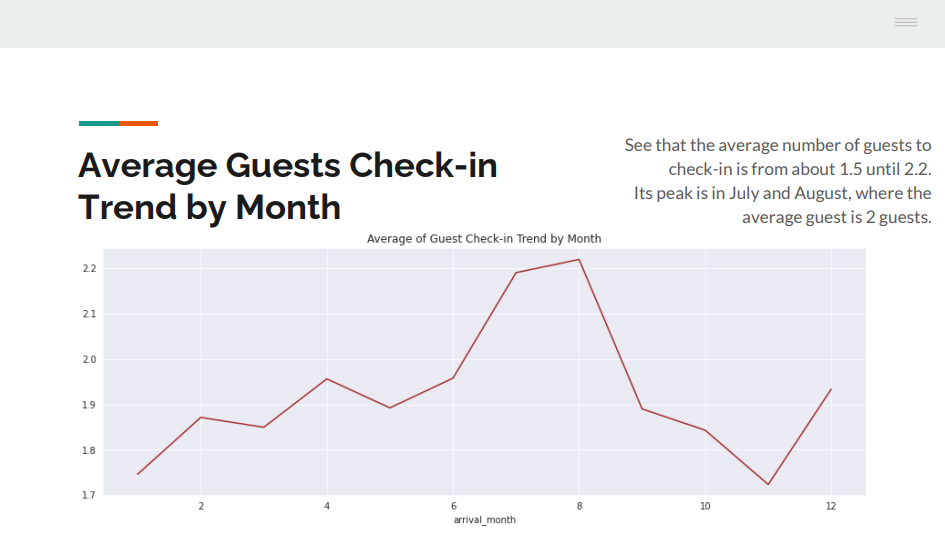 Average Guests Check-in
Trend by Month
See that the average number of guests to
check-in is from about 1.5 until 2.2.
Its peak is in July and August, where the
average guest is 2 guests.
Average of Guest Check-in Trend by Month
2.2
2.1
2.0
1.9
1.8
1.7
2 4 6 8 10 12
arrival_month